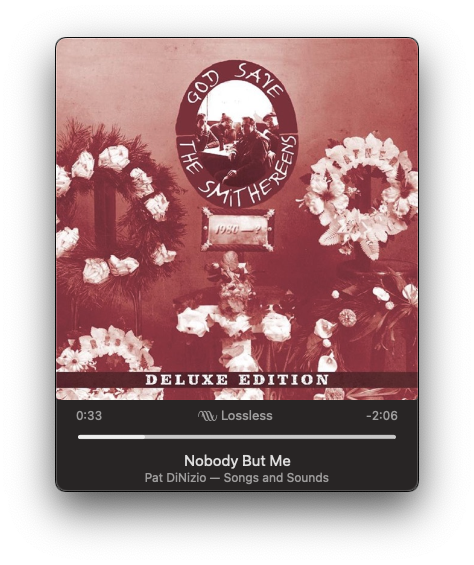 GOD SAVE
THE SMITHEREENS
1980 — ?
DELUXE EDITION
0:33
Lossless
-2:06
Nobody But Me
Pat DiNizio — Songs and Sounds